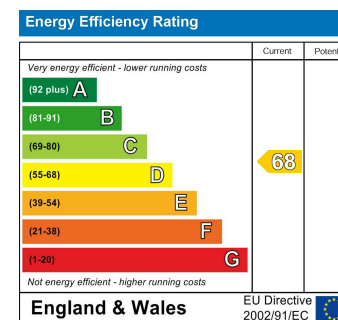 Energy Efficiency Rating
Current Poten
Very energy efficient - lower running costs
(92 plus) A
(81-91) B
(69-80) C
68
(55-68) D
(39-54) E
(21-38) F
(1-20) G
Not energy efficient - higher running costs
England & Wales
EU Directive
2002/91/EC